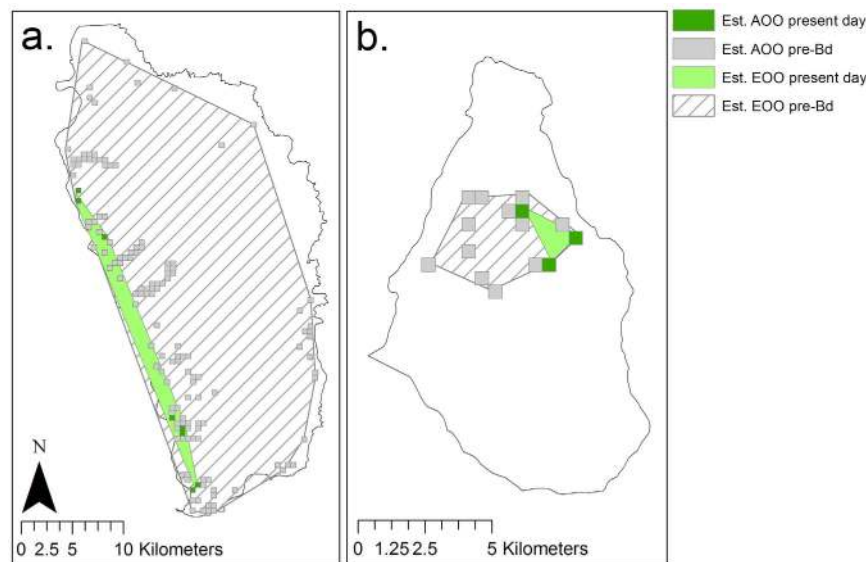 a.
b.
Est. AOO present day
Est. AOO pre-Bd
Est. EOO present day
Est. EOO pre-Bd
N
0 2.5 5 10 Kilometers
0 1.25 2.5 5 Kilometers